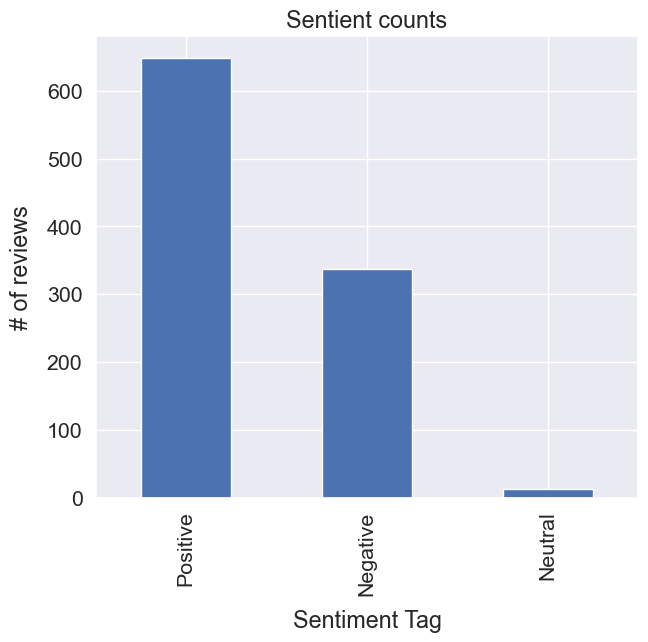 Sentient counts
600
500
400
300
200
100
0
# of reviews
Positive
Negative
Neutral
Sentiment Tag